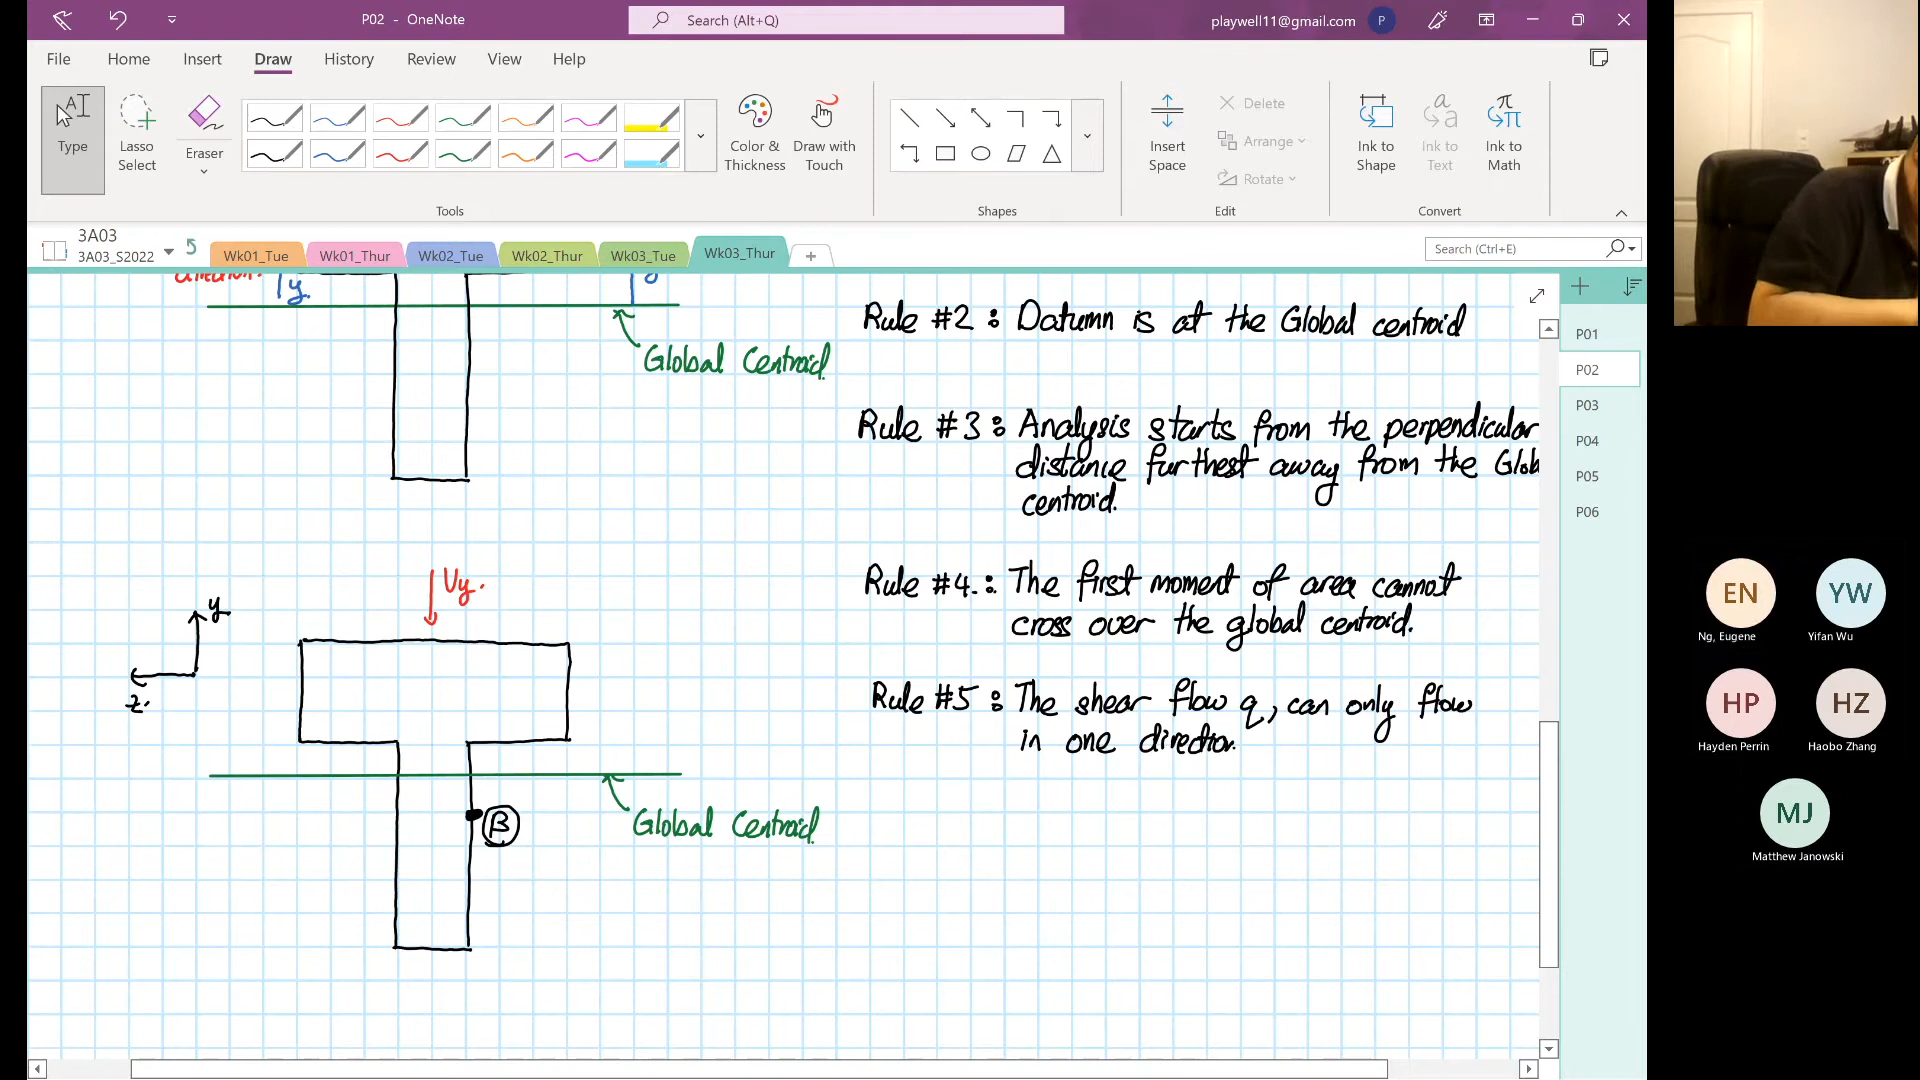 P02 - OneNote
Search (Alt+Q)
playwell11@gmail.com
P
File Home Insert Draw History View Help
Type
Lasso Select
Eraser
Color & Thickness
Draw with Touch
Insert Space
Delete
Arrange
Rotate
Ink to Shape
Ink to Text
Ink to Math
Tools
Shapes
Edit
Convert
3A03
3A03_S2022
Wk01_Tue Wk01_Thur Wk02_Tue Wk02_Thur Wk03_Tue Wk03_Thur
Search (Ctrl+E)
P01
P02
P03
P04
P05
P06
y.
y
Global Centroid.
Rule #2 : Datumn is at the Global centroid
Rule #3 : Analysis starts from the perpendicular
distance furthest away from the Glob
centroid.
Vy.
y.
z.
B
Global Centroid.
Rule #4.: The first moment of area cannot
cross over the global centroid.
Rule #5 : The shear flow q, can only flow
in one direction.
EN
Ng, Eugene
YW
Yifan Wu
HP
Hayden Perrin
HZ
Haobo Zhang
MJ
Matthew Janowski